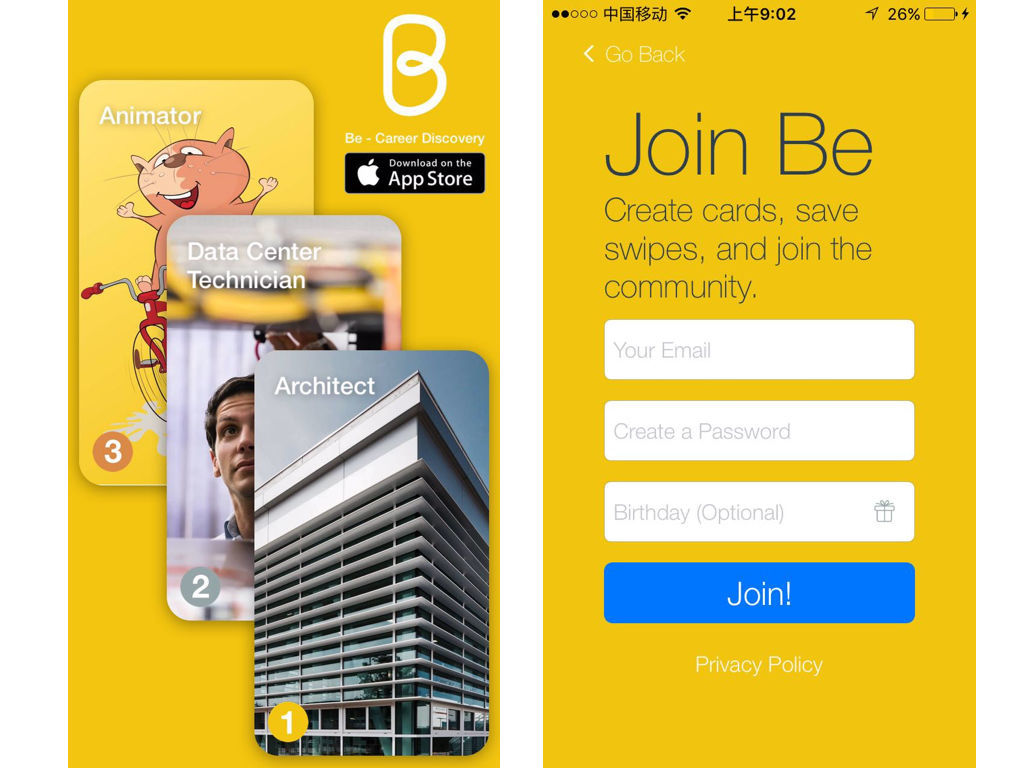 Animator
Be - Career Discovery
Download on the
App Store
Data Center
Technician
Architect
3
2
1
中国移动 上午9:02 26%
Go Back
Join Be
Create cards, save
swipes, and join the
community.
Your Email
Create a Password
Birthday (Optional)
Join!
Privacy Policy